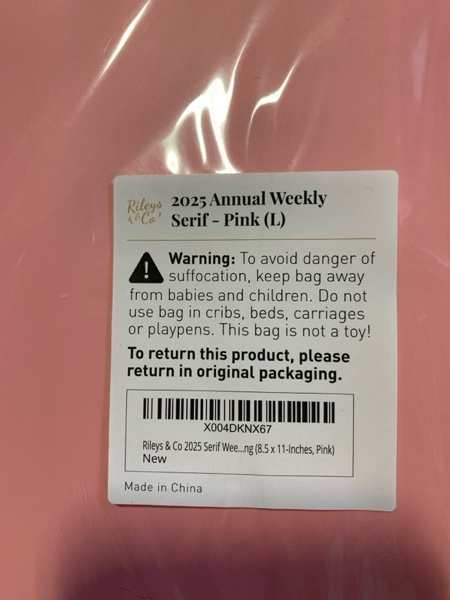 Rileys
& Co
2025 Annual Weekly
Serif - Pink (L)
Warning: To avoid danger of
suffocation, keep bag away
from babies and children. Do not
use bag in cribs, beds, carriages
or playpens. This bag is not a toy!
To return this product, please
return in original packaging.
X004DKNX67
Rileys & Co 2025 Serif Wee...ng (8.5 x 11-Inches, Pink)
New
Made in China